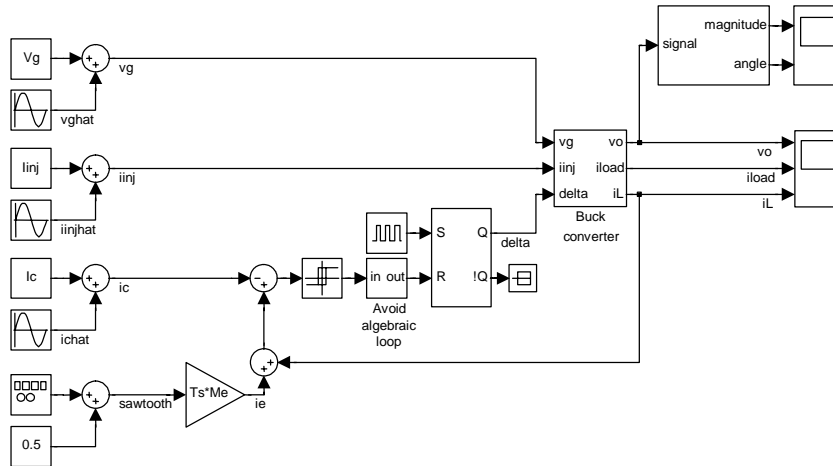 magnitude
signal
angle
Vg
vg
vghat
Iinj
iinj
iinjhat
vg
vo
iinj
iload
delta
iL
Buck
converter
vo
iload
iL
S
Q
R
!Q
delta
Ic
ic
ichat
in out
Avoid
algebraic
loop
+
+
+
+
+
+
−
+
+
+
+
+
sawtooth
Ts*Me
ie
0.5